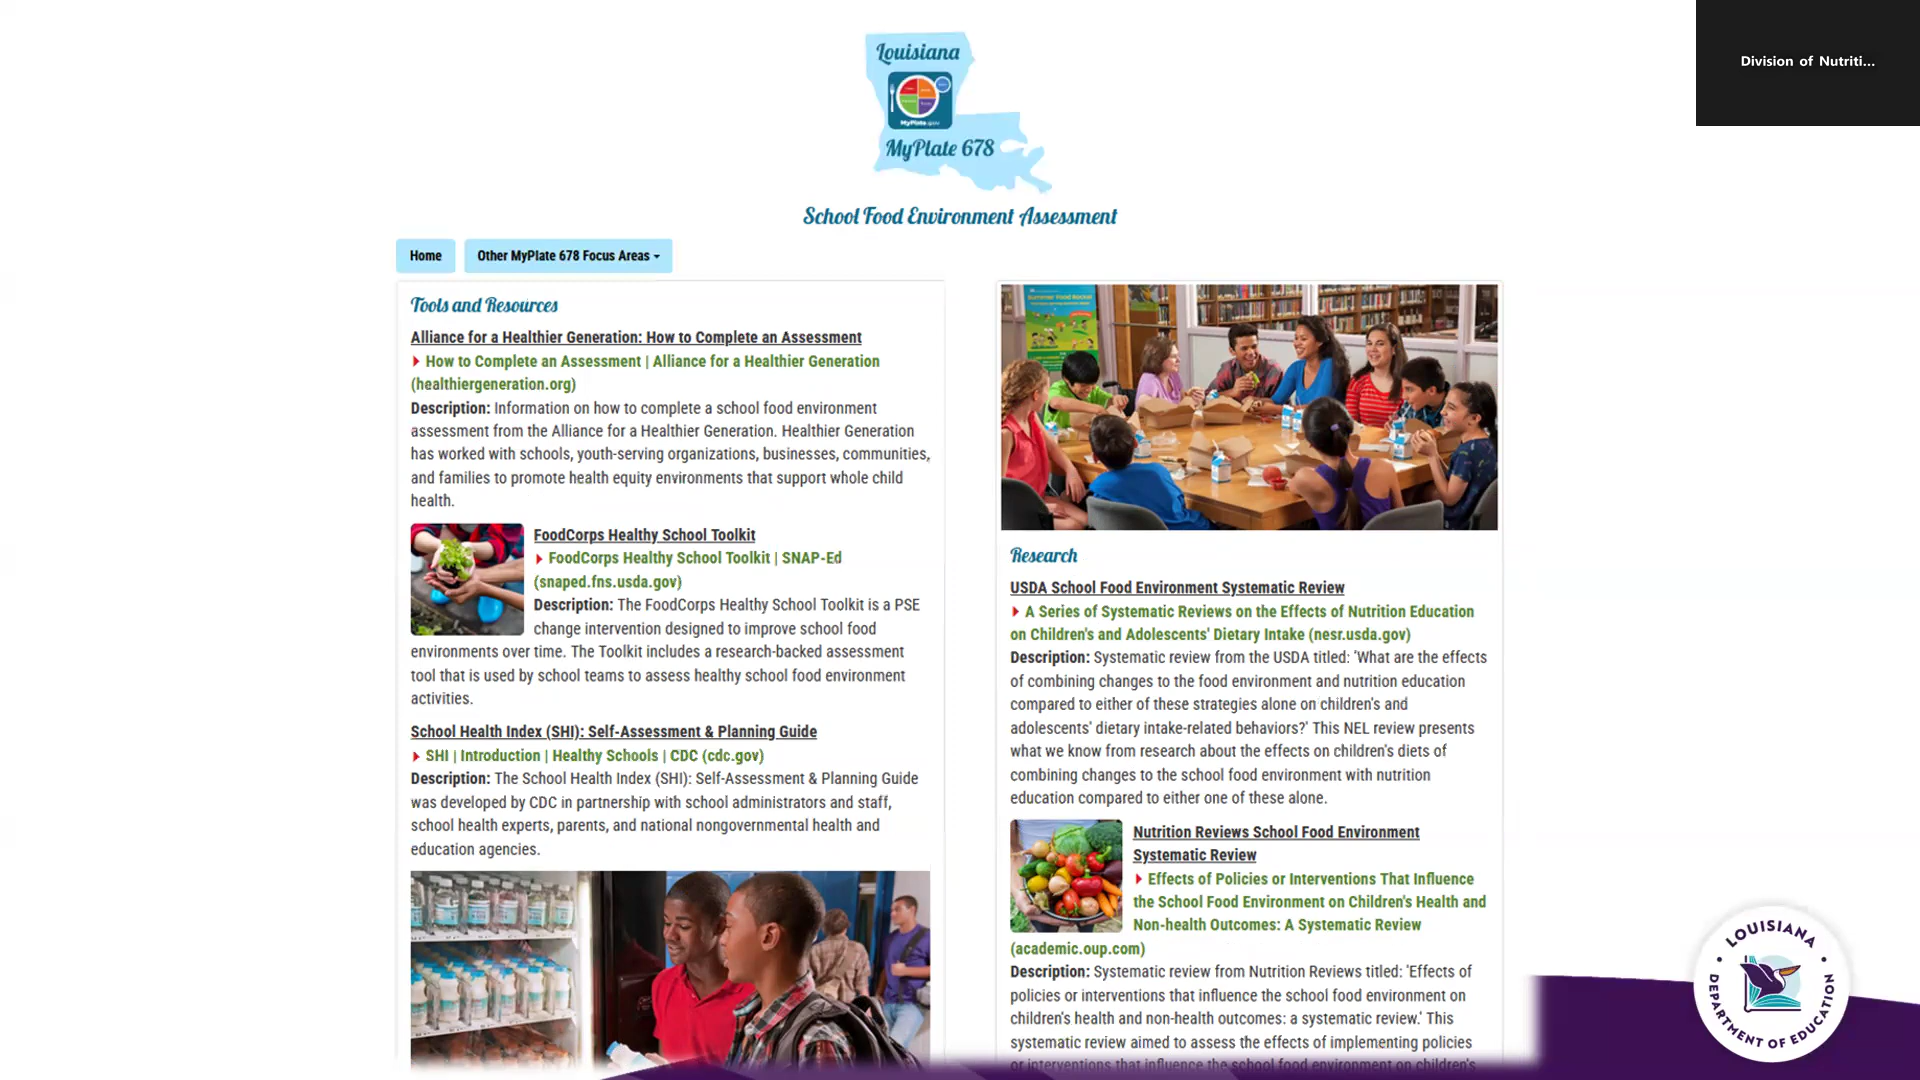 Louisiana
MyPlate.gov
MyPlate 678
School Food Environment Assessment
Division of Nutriti...
Home
Other MyPlate 678 Focus Areas
Tools and Resources
Alliance for a Healthier Generation: How to Complete an Assessment
How to Complete an Assessment | Alliance for a Healthier Generation
(healthiergeneration.org)
Description: Information on how to complete a school food environment
assessment from the Alliance for a Healthier Generation. Healthier Generation
has worked with schools, youth-serving organizations, businesses, communities,
and families to promote health equity environments that support whole child
health.
FoodCorps Healthy School Toolkit
FoodCorps Healthy School Toolkit | SNAP-Ed
(snaped.fns.usda.gov)
Description: The FoodCorps Healthy School Toolkit is a PSE
change intervention designed to improve school food
environments over time. The Toolkit includes a research-backed assessment
tool that is used by school teams to assess healthy school food environment
activities.
School Health Index (SHI): Self-Assessment & Planning Guide
SHI | Introduction | Healthy Schools | CDC (cdc.gov)
Description: The School Health Index (SHI): Self-Assessment & Planning Guide
was developed by CDC in partnership with school administrators and staff,
school health experts, parents, and national nongovernmental health and
education agencies.
Summer Food Rocks!
Research
USDA School Food Environment Systematic Review
A Series of Systematic Reviews on the Effects of Nutrition Education
on Children's and Adolescents' Dietary Intake (nesr.usda.gov)
Description: Systematic review from the USDA titled: 'What are the effects
of combining changes to the food environment and nutrition education
compared to either of these strategies alone on children's and
adolescents' dietary intake-related behaviors?' This NEL review presents
what we know from research about the effects on children's diets of
combining changes to the school food environment with nutrition
education compared to either one of these alone.
Nutrition Reviews School Food Environment
Systematic Review
Effects of Policies or Interventions That Influence
the School Food Environment on Children's Health and
Non-health Outcomes: A Systematic Review
(academic.oup.com)
Description: Systematic review from Nutrition Reviews titled: 'Effects of
policies or interventions that influence the school food environment on
children's health and non-health outcomes: a systematic review.' This
systematic review aimed to assess the effects of implementing policies
or interventions that influence the school food environment on children's
LOUISIANA
DEPARTMENT OF EDUCATION